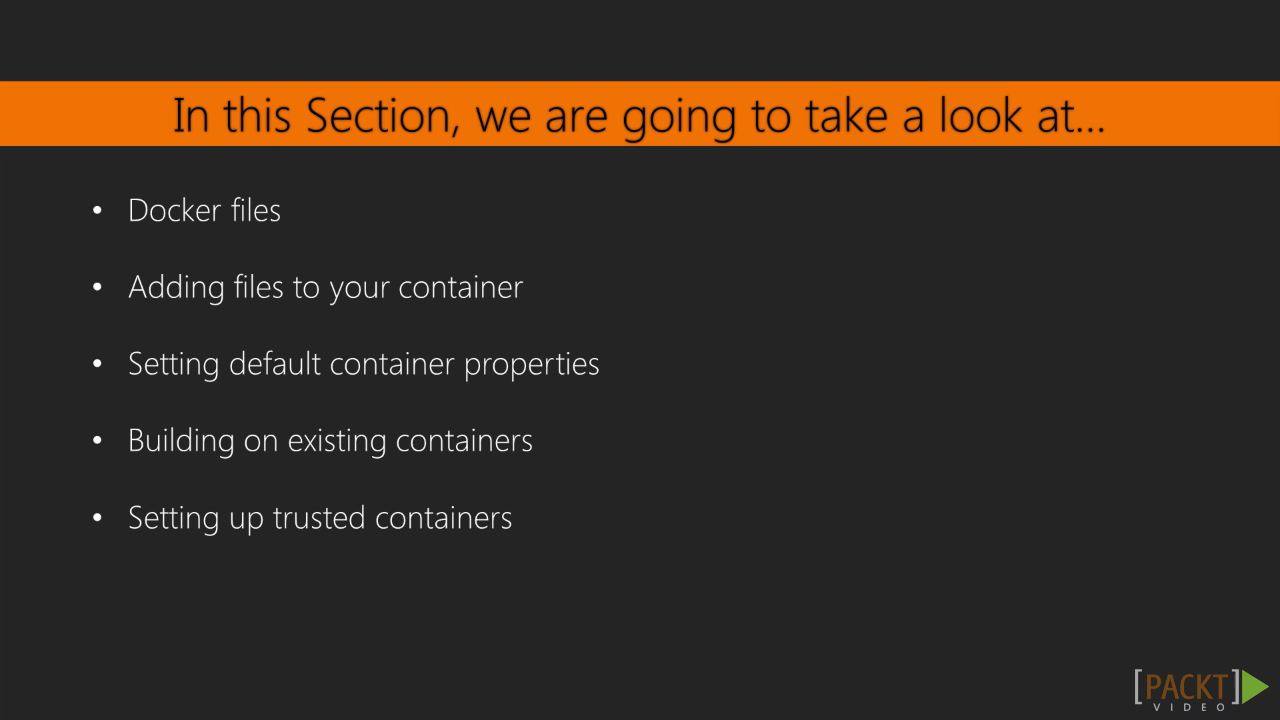 In this Section, we are going to take a look at...
• Docker files
• Adding files to your container
• Setting default container properties
• Building on existing containers
• Setting up trusted containers
[PACKT]
VIDEO